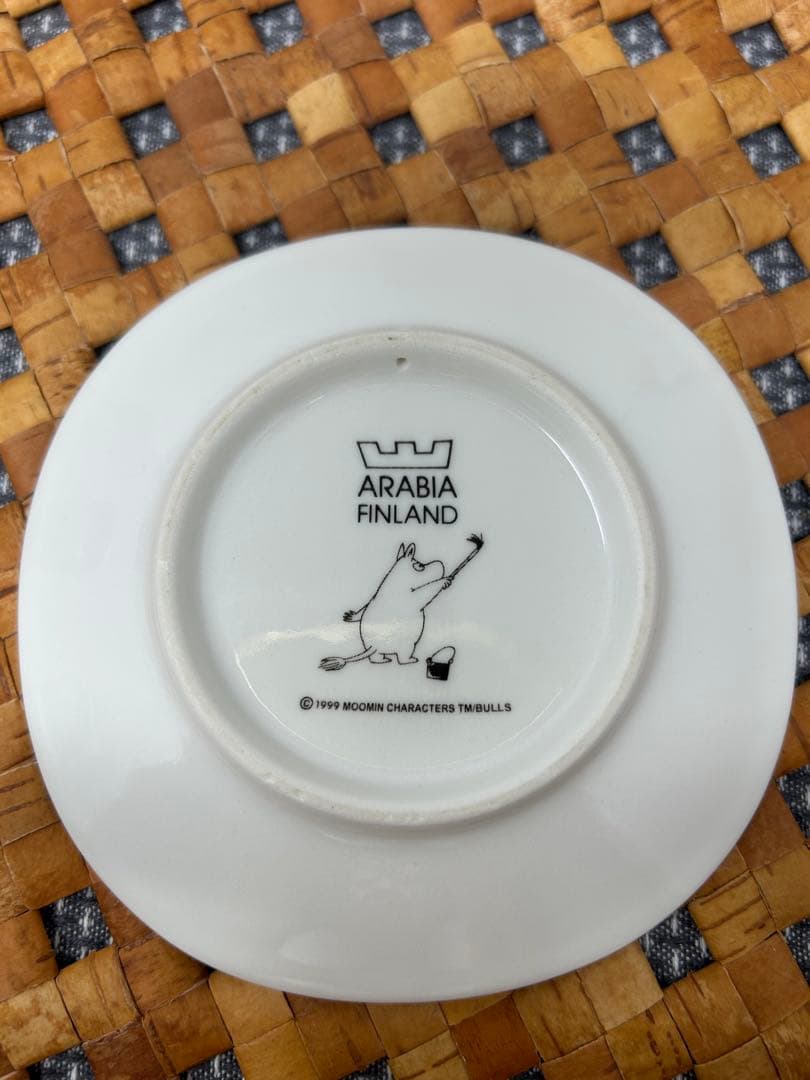 ARABIA
FINLAND
© 1999 MOOMIN CHARACTERS TM/BULLS